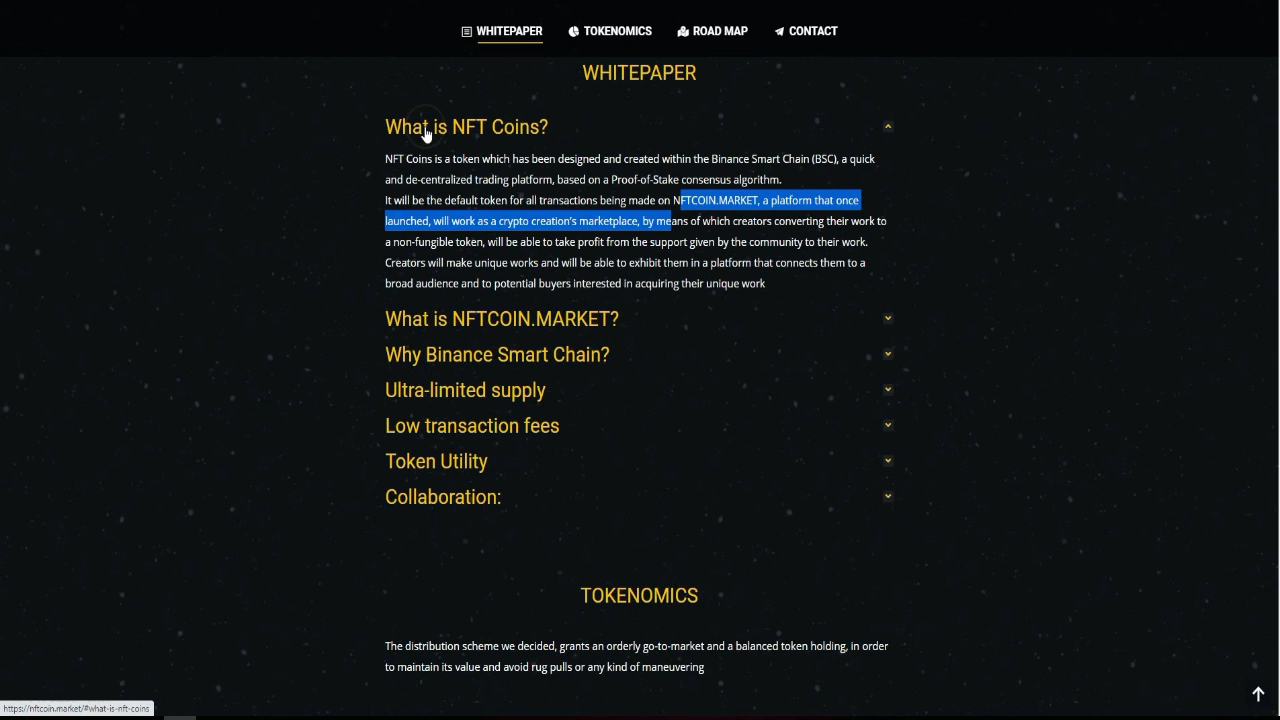 WHITEPAPER TOKENOMICS ROAD MAP CONTACT
WHITEPAPER
What is NFT Coins?
NFT Coins is a token which has been designed and created within the Binance Smart Chain (BSC), a quick
and de-centralized trading platform, based on a Proof-of-Stake consensus algorithm.
It will be the default token for all transactions being made on NFTCOIN.MARKET, a platform that once
launched, will work as a crypto creation's marketplace, by means of which creators converting their work to
a non-fungible token, will be able to take profit from the support given by the community to their work.
Creators will make unique works and will be able to exhibit them in a platform that connects them to a
broad audience and to potential buyers interested in acquiring their unique work
What is NFTCOIN.MARKET?
Why Binance Smart Chain?
Ultra-limited supply
Low transaction fees
Token Utility
Collaboration:
TOKENOMICS
The distribution scheme we decided, grants an orderly go-to-market and a balanced token holding, in order
to maintain its value and avoid rug pulls or any kind of maneuvering
https://nftcoin.market/#what-is-nft-coins